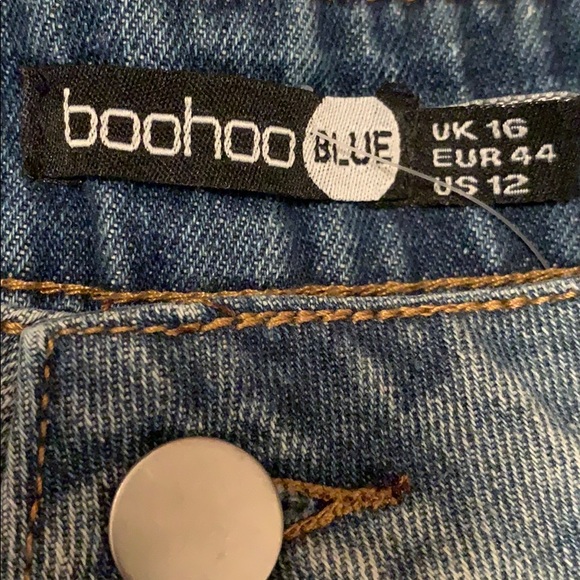 boohoo BLUE
UK 16
EUR 44
US 12